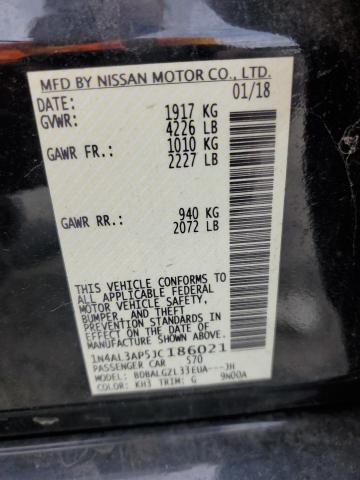 MFD BY NISSAN MOTOR CO., LTD.
DATE: 01/18
GVWR: 1917 KG
4226 LB
GAWR FR.: 1010 KG
2227 LB
GAWR RR.: 940 KG
2072 LB
THIS VEHICLE CONFORMS TO
ALL APPLICABLE FEDERAL
MOTOR VEHICLE SAFETY,
BUMPER, AND THEFT
PREVENTION STANDARDS IN
EFFECT ON THE DATE OF
MANUFACTURE SHOWN ABOVE.
1N4AL3AP5JC186021
PASSENGER CAR 570
MODEL: BDBALGZL33EUA---JH
COLOR: KH3 TRIM: G 9N00A